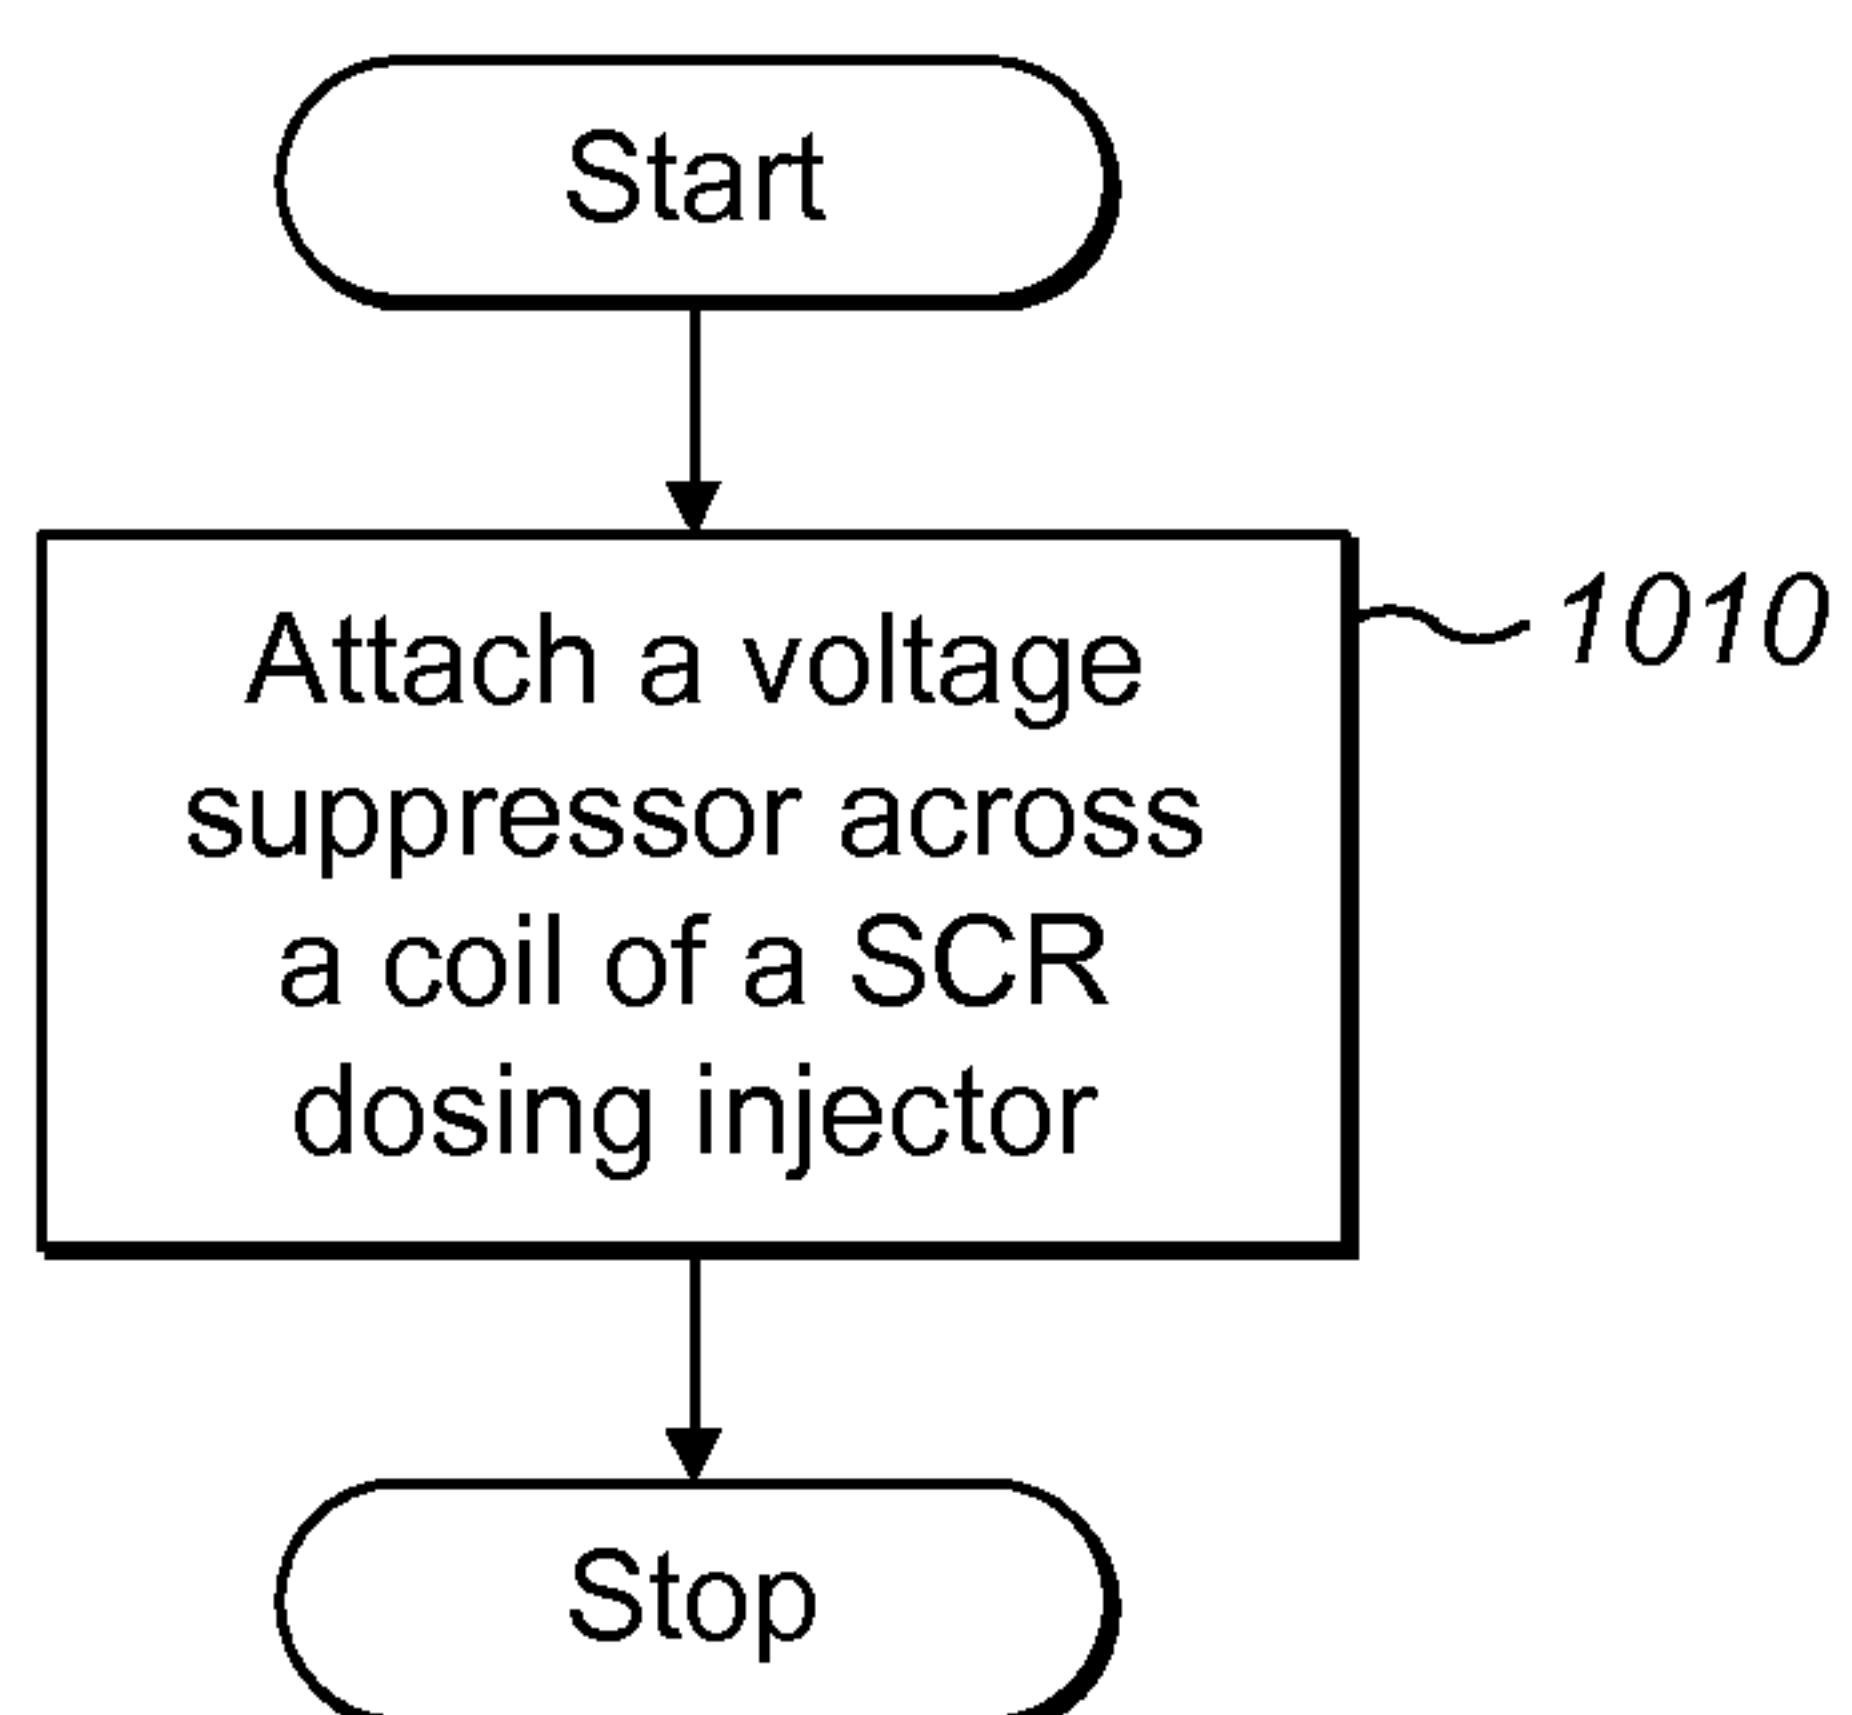 Start
Attach a voltage
suppressor across
a coil of a SCR
dosing injector
1010
Stop